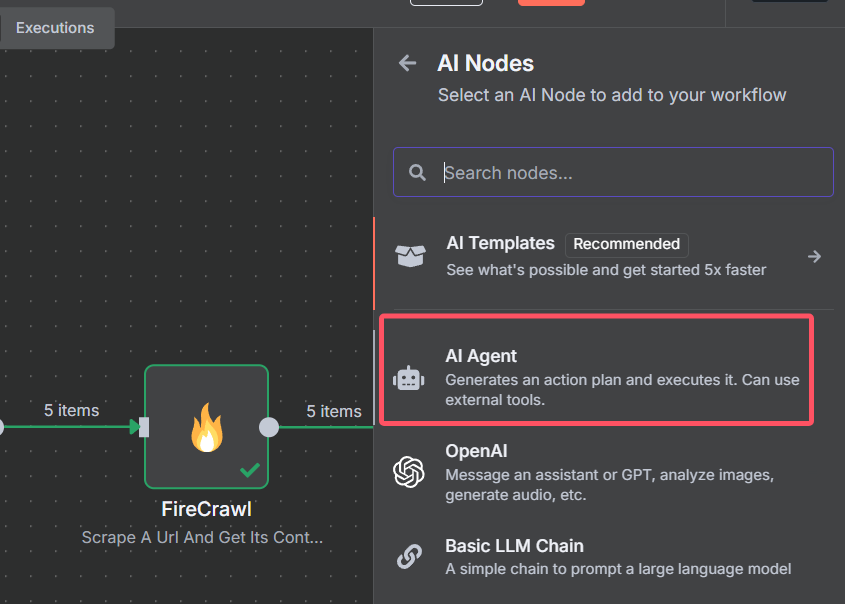 Executions
AI Nodes
Select an AI Node to add to your workflow
Search nodes...
AI Templates Recommended
See what's possible and get started 5x faster
AI Agent
Generates an action plan and executes it. Can use
external tools.
OpenAI
Message an assistant or GPT, analyze images,
generate audio, etc.
Basic LLM Chain
A simple chain to prompt a large language model
5 items
5 items
FireCrawl
Scrape A Url And Get Its Cont...